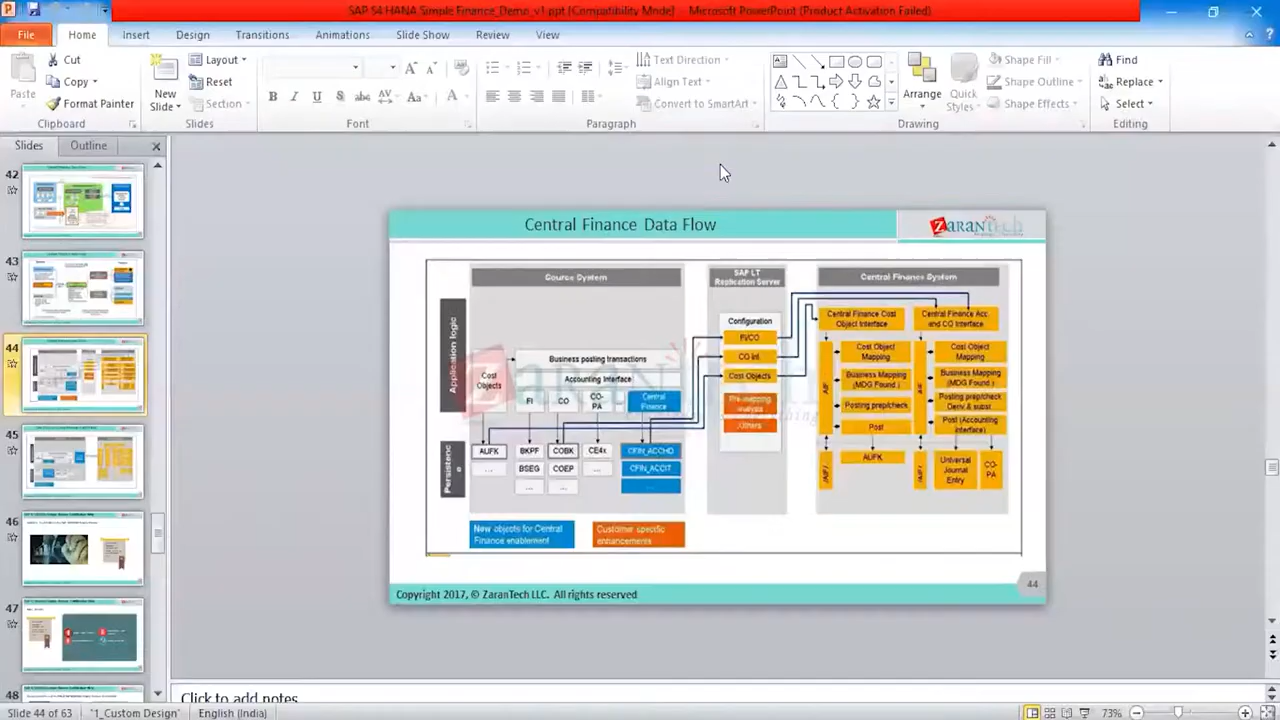 SAP S4 HANA Simple Finance_Demo_v1.ppt [Compatibility Mode] - Microsoft PowerPoint (Product Activation Failed)
File Home Insert Design Transitions Animations Slide Show Review View
Paste
Cut
Copy
Format Painter
Clipboard
New Slide
Layout
Reset
Section
Slides
B I U S abc AV Aa A
Font
Text Direction
Align Text
Convert to SmartArt
Paragraph
Arrange
Quick Styles
Shape Fill
Shape Outline
Shape Effects
Drawing
Find
Replace
Select
Editing
Slides Outline
42
43
44
45
46
47
48
Central Finance Data Flow
ZARANTECH
Source System
SAP LT Replication Server
Central Finance System
Application logic
Business posting transactions
Cost Objects
Accounting Interface
FI
CO
CO-PA
Central Finance
Configuration
FI/CO
CO int.
Cost Objects
Pre-mapping analysis
Others
Central Finance Cost Object Interface
Central Finance Acc. and CO Interface
Cost Object Mapping
Cost Object Mapping
Business Mapping (MDG Found.)
Business Mapping (MDG Found.)
Posting prep/check
Posting prep/check Deriv & subst
Post
Post (Accounting Interface)
AUFK
Universal Journal Entry
CO-PA
Persistenc e
AUFK
BKPF
COBK
CE4x
CFIN_ACCHD
...
BSEG
COEP
...
CFIN_ACCIT
...
...
New objects for Central Finance enablement
Customer specific enhancements
44
Copyright 2017, © ZaranTech LLC. All rights reserved
Click to add notes
Slide 44 of 63
"1_Custom Design"
English (India)
73%